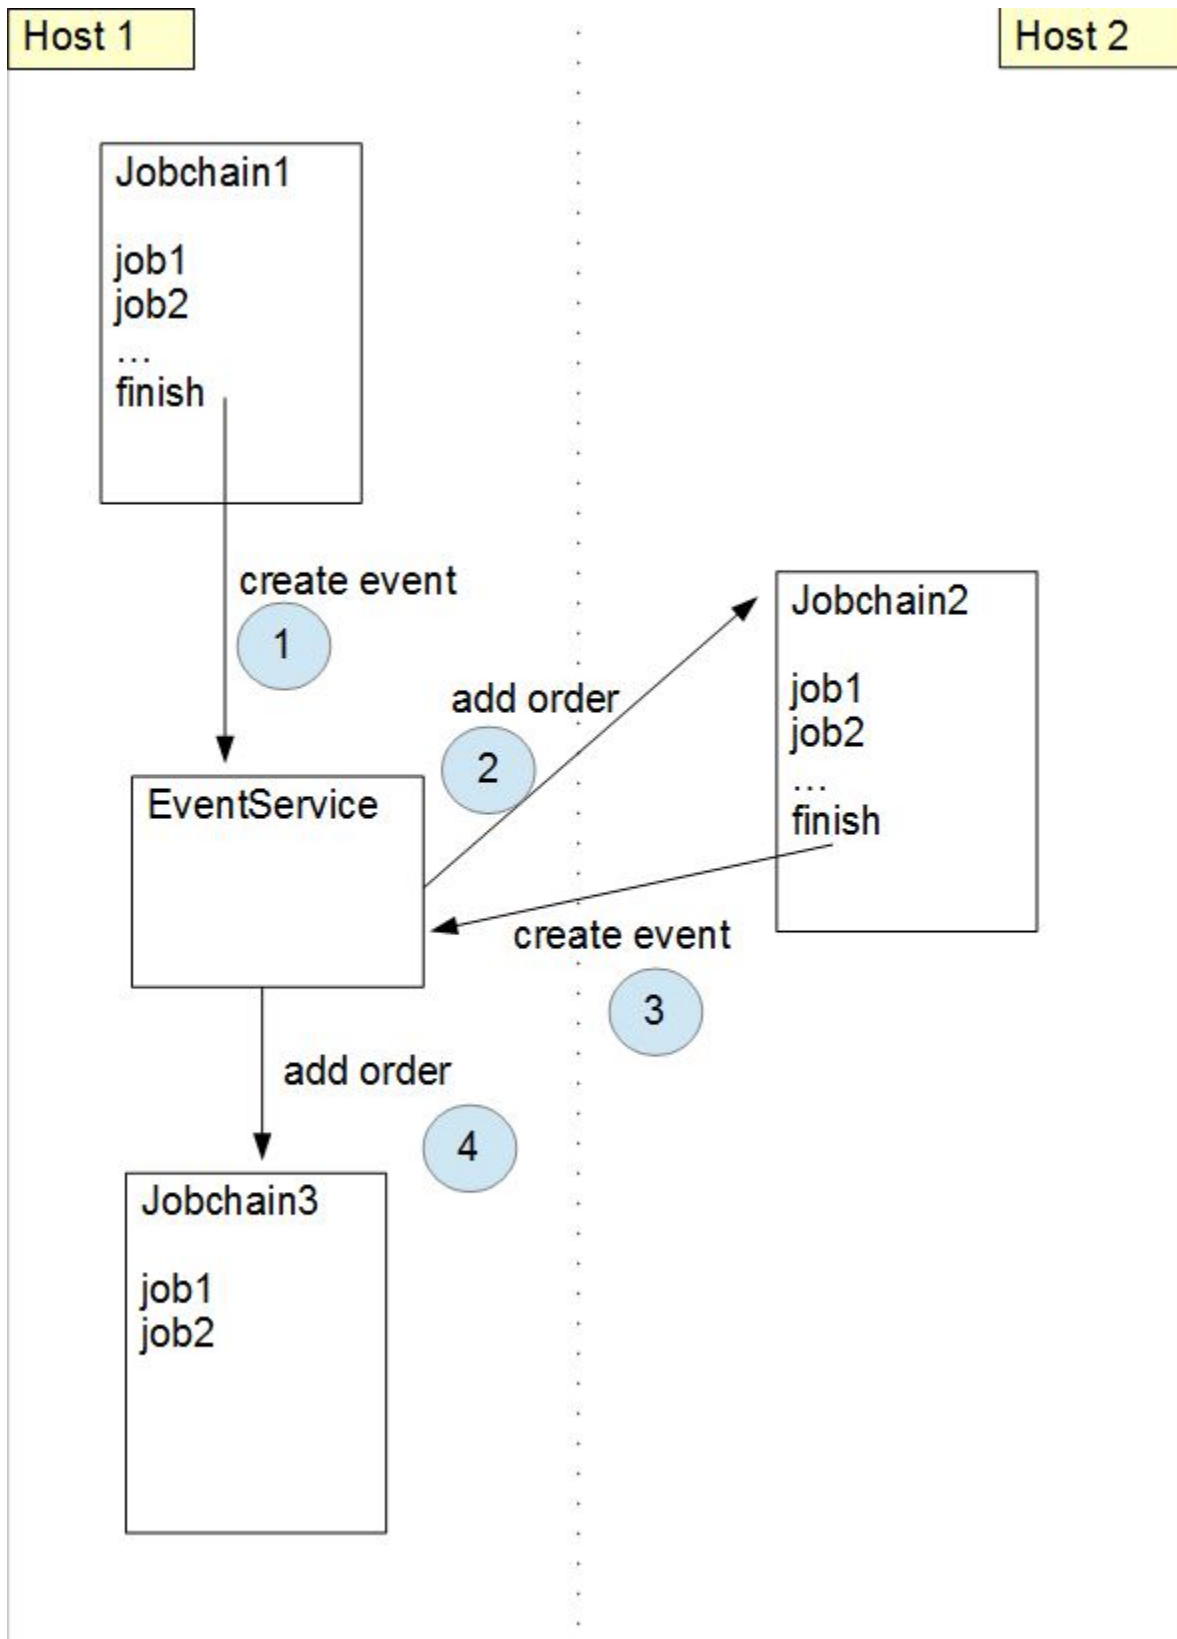 Host 1
Host 2
Jobchain1
job1
job2
...
finish
create event
1
Jobchain2
job1
job2
...
finish
add order
2
EventService
create event
3
add order
4
Jobchain3
job1
job2